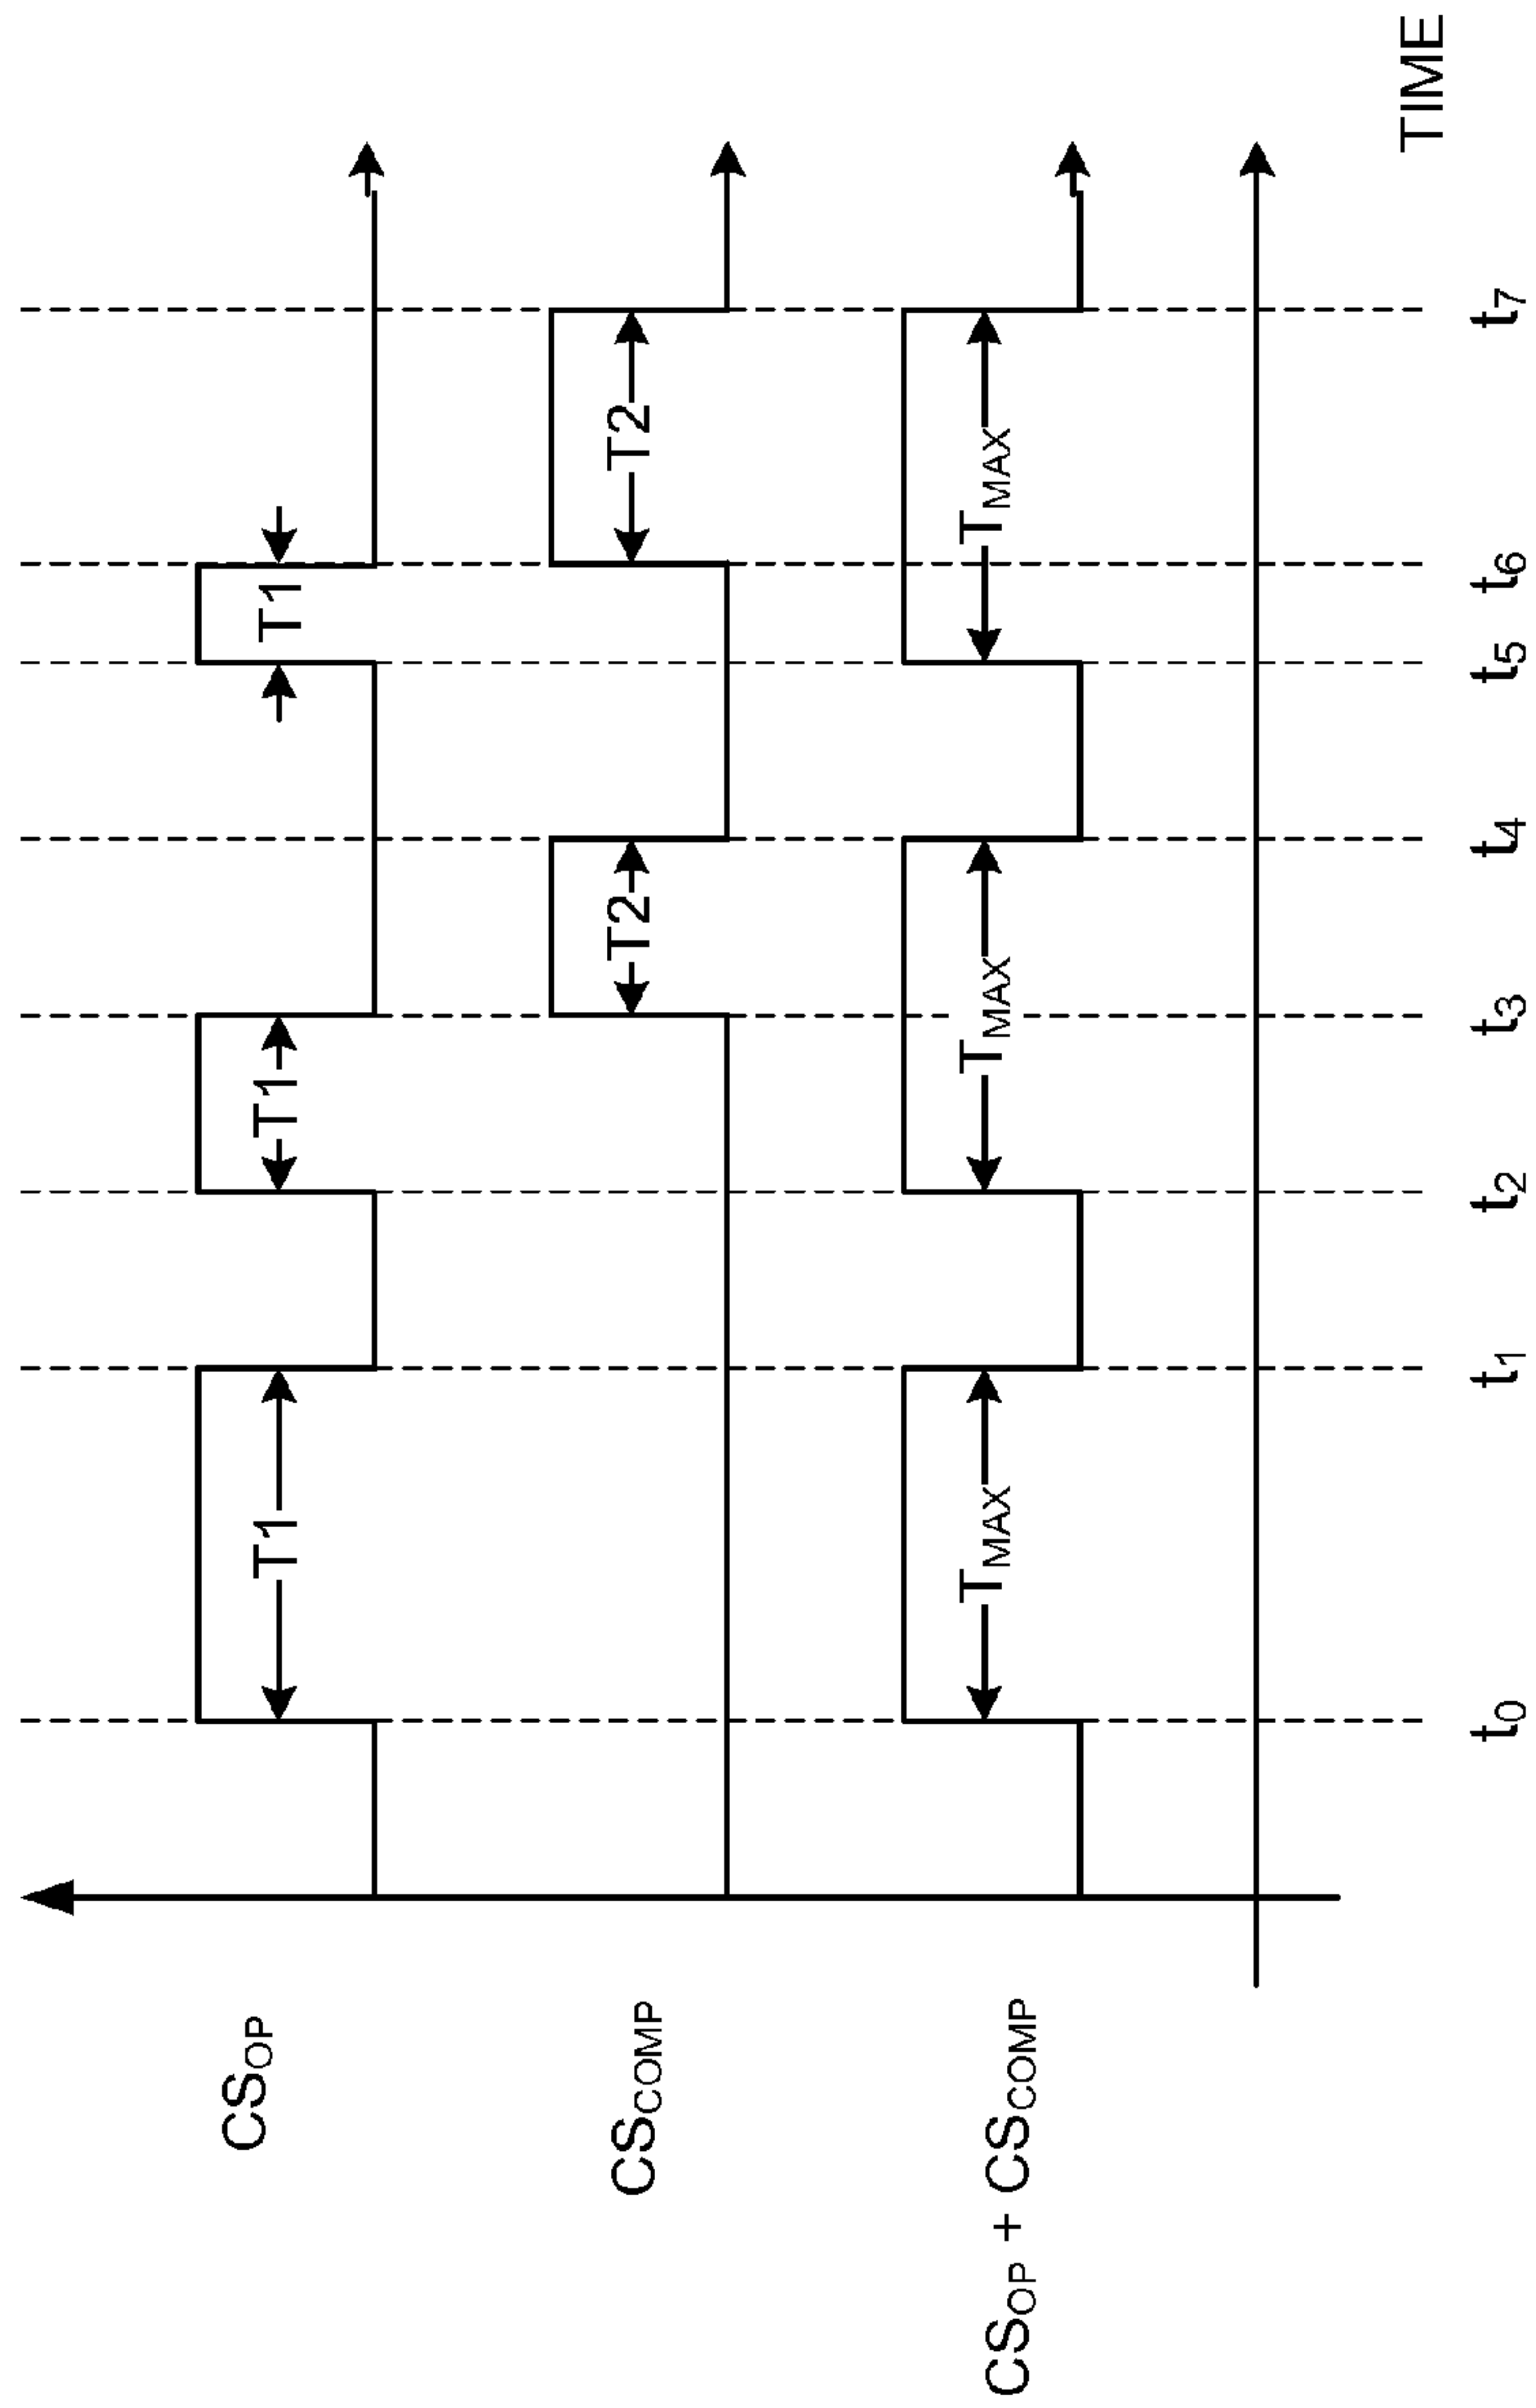 CSOP
T1
T1
T1
CSCOMP
T2
T2
CSOP + CSCOMP
TMAX
TMAX
TMAX
TIME
t0
t1
t2
t3
t4
t5
t6
t7